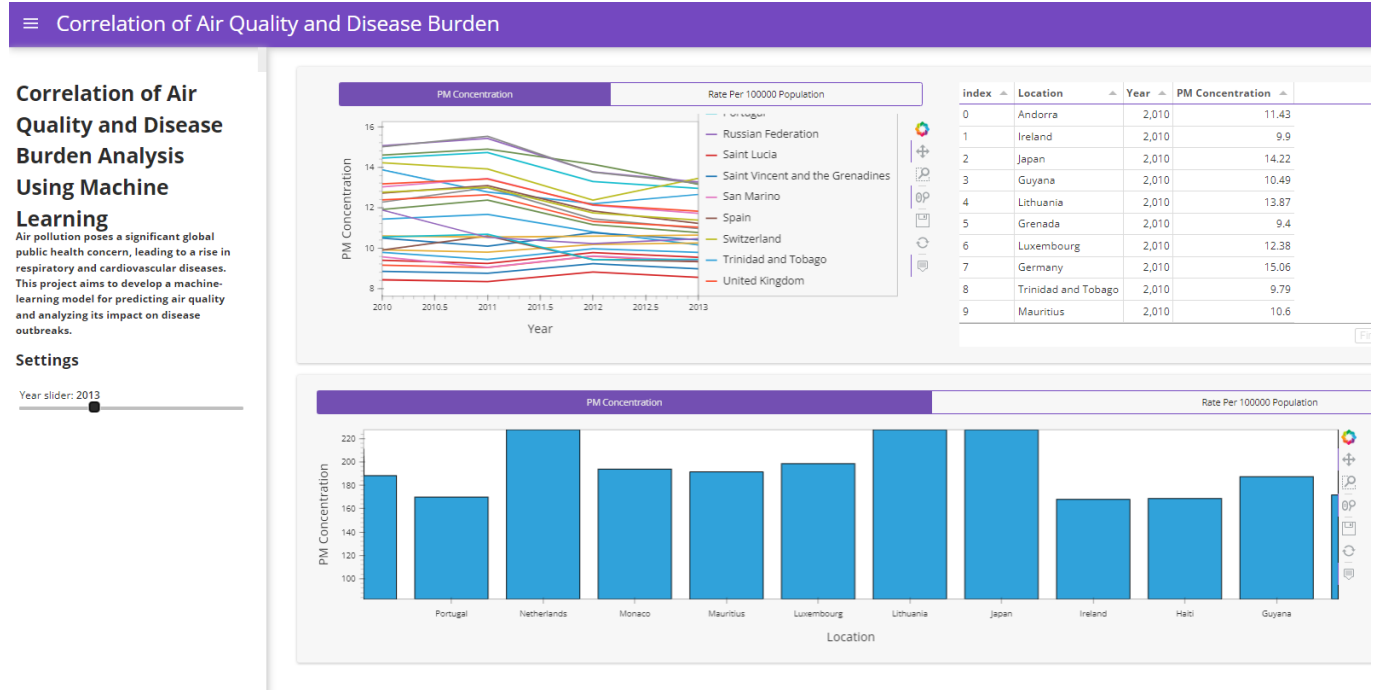 Correlation of Air Quality and Disease Burden
Correlation of Air
Quality and Disease
Burden Analysis
Using Machine
Learning
Air pollution poses a significant global
public health concern, leading to a rise in
respiratory and cardiovascular diseases.
This project aims to develop a machine-
learning model for predicting air quality
and analyzing its impact on disease
outbreaks.
Settings
Year slider: 2013
PM Concentration
Rate Per 100000 Population
PM Concentration
16
14
12
10
8
2010
2010.5
2011
2011.5
2012
2012.5
2013
Year
Portugal
Russian Federation
Saint Lucia
Saint Vincent and the Grenadines
San Marino
Spain
Switzerland
Trinidad and Tobago
United Kingdom
index Location Year PM Concentration
0 Andorra 2,010 11.43
1 Ireland 2,010 9.9
2 Japan 2,010 14.22
3 Guyana 2,010 10.49
4 Lithuania 2,010 13.87
5 Grenada 2,010 9.4
6 Luxembourg 2,010 12.38
7 Germany 2,010 15.06
8 Trinidad and Tobago 2,010 9.79
9 Mauritius 2,010 10.6
PM Concentration
Rate Per 100000 Population
PM Concentration
220
200
180
160
140
120
100
Portugal
Netherlands
Monaco
Mauritius
Luxembourg
Lithuania
Japan
Ireland
Haiti
Guyana
Location